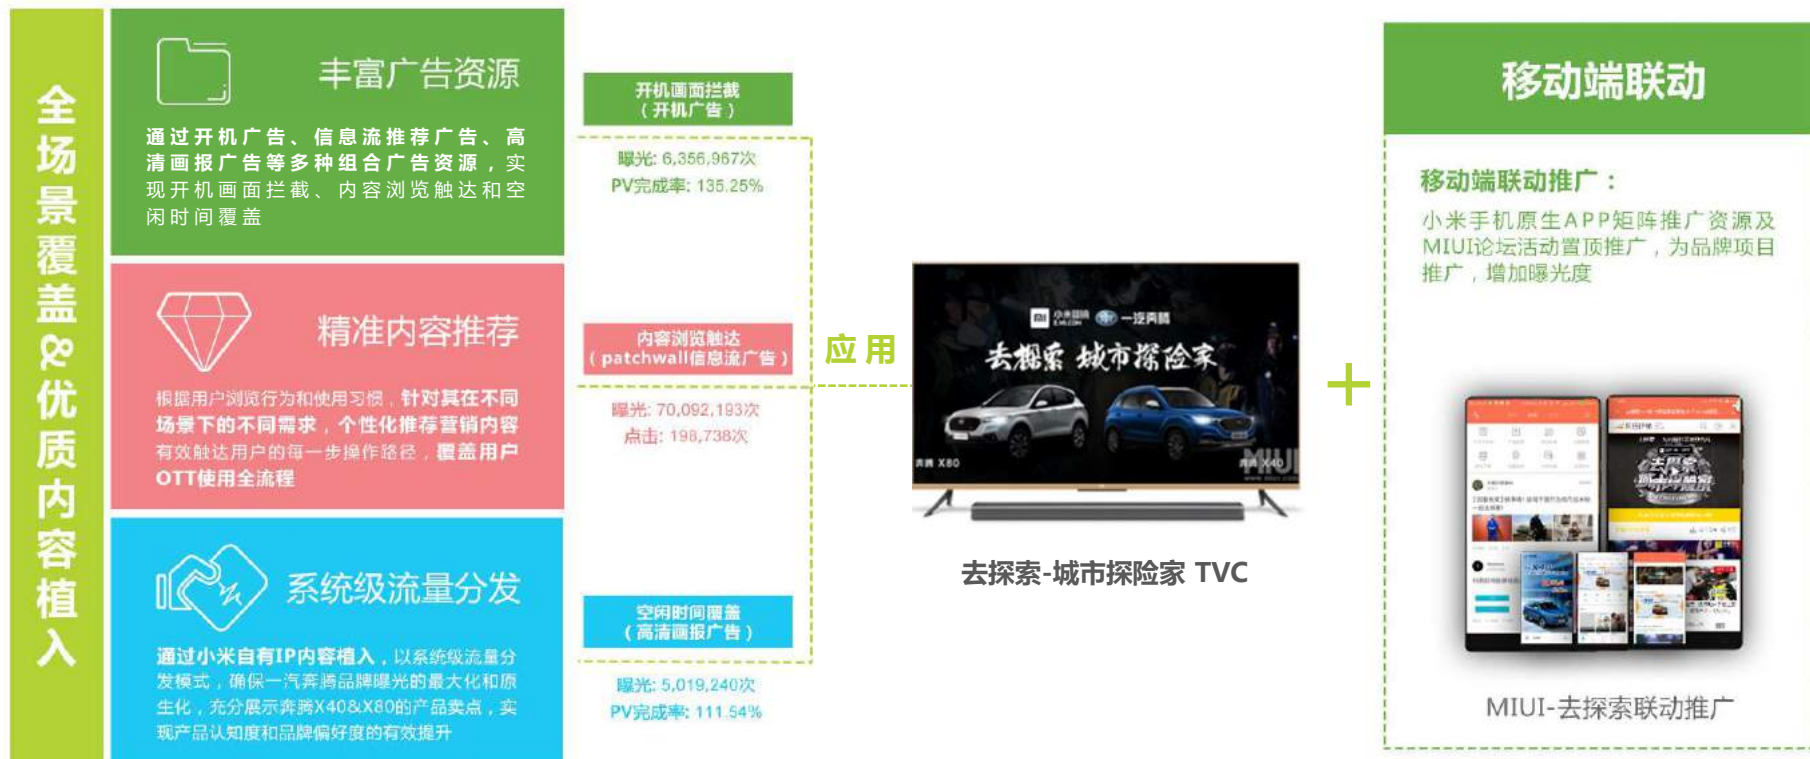 全场景覆盖&优质内容植入
丰富广告资源
通过开机广告、信息流推荐广告、高
清画报广告等多种组合广告资源，实
现开机画面拦截、内容浏览触达和空
闲时间覆盖
精准内容推荐
根据用户浏览行为和使用习惯，针对其在不同
场景下的不同需求，个性化推荐营销内容
有效触达用户的每一步操作路径，覆盖用户
OTT使用全流程
系统级流量分发
通过小米自有IP内容植入，以系统级流量分
发模式，确保一汽奔腾品牌曝光的最大化和原
生化，充分展示奔腾X40&X80的产品卖点，实
现产品认知度和品牌偏好度的有效提升
开机画面拦截
（开机广告）
曝光: 6,356,967次
PV完成率: 135.25%
内容浏览触达
（patchwall信息流广告）
曝光: 70,092,193次
点击: 198,738次
空闲时间覆盖
（高清画报广告）
曝光: 5,019,240次
PV完成率: 111.54%
应用
小米营销 一汽奔腾
去探索 城市探险家
奔腾 X80
奔腾 X40
MIUI
去探索-城市探险家 TVC
+
移动端联动
移动端联动推广：
小米手机原生APP矩阵推广资源及
MIUI论坛活动置顶推广，为品牌项目
推广，增加曝光度
MIUI-去探索联动推广